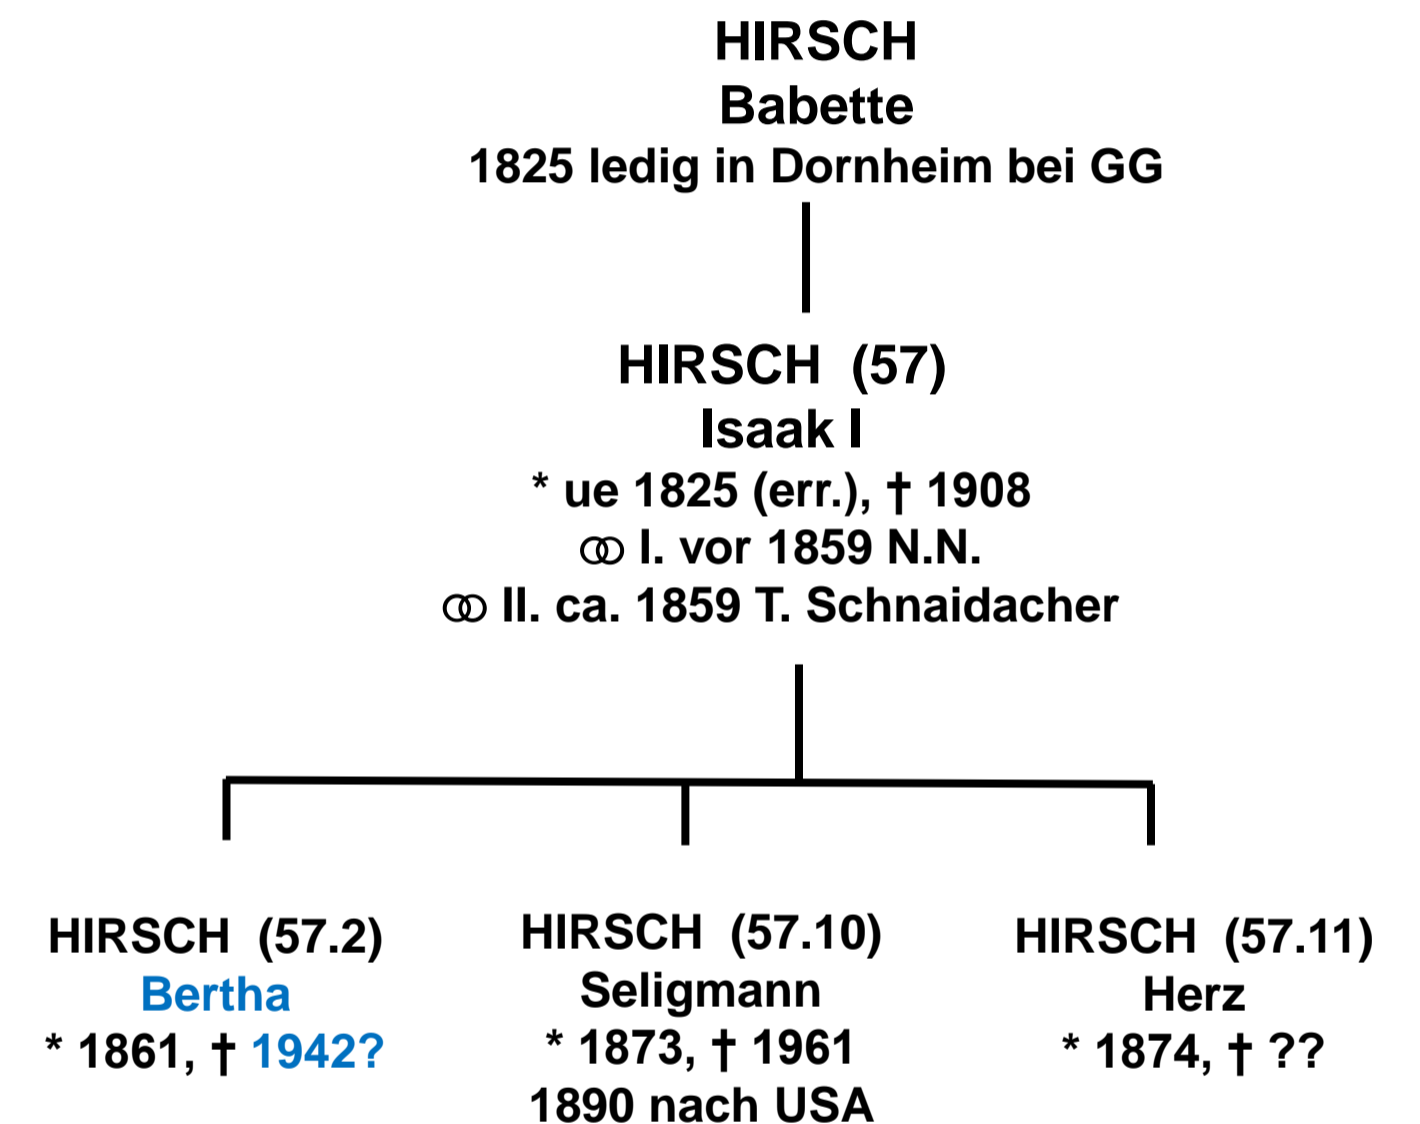 HIRSCH
Babette
1825 ledig in Dornheim bei GG
HIRSCH (57)
Isaak I
* ue 1825 (err.), † 1908
⚭ I. vor 1859 N.N.
⚭ II. ca. 1859 T. Schnaidacher
HIRSCH (57.2)
Bertha
* 1861, † 1942?
HIRSCH (57.10)
Seligmann
* 1873, † 1961
1890 nach USA
HIRSCH (57.11)
Herz
* 1874, † ??